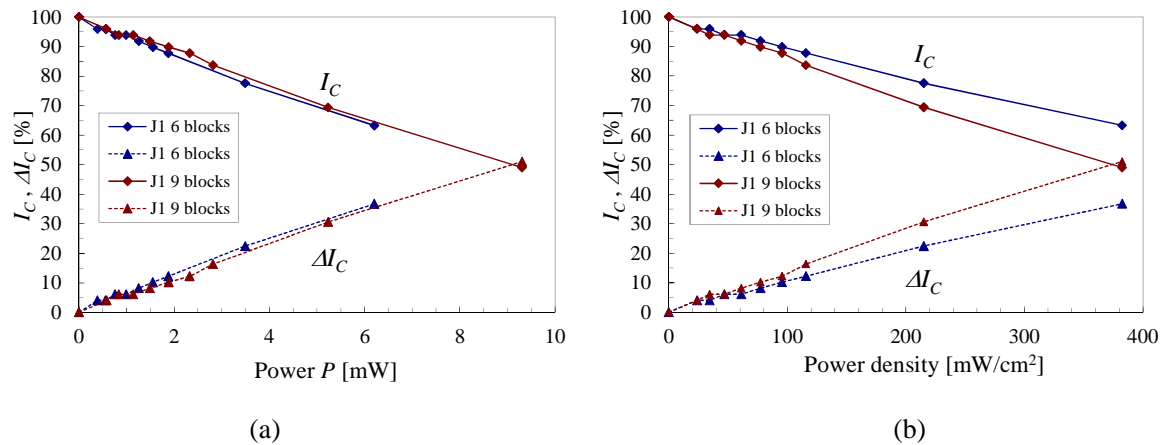 100
90
80
70
60
50
40
30
20
10
0
I_C , ΔI_C [%]
I_C
J1 6 blocks
J1 6 blocks
J1 9 blocks
J1 9 blocks
ΔI_C
0 2 4 6 8 10
Power P [mW]
(a)
100
90
80
70
60
50
40
30
20
10
0
I_C , ΔI_C [%]
I_C
J1 6 blocks
J1 6 blocks
J1 9 blocks
J1 9 blocks
ΔI_C
0 100 200 300 400
Power density [mW/cm²]
(b)